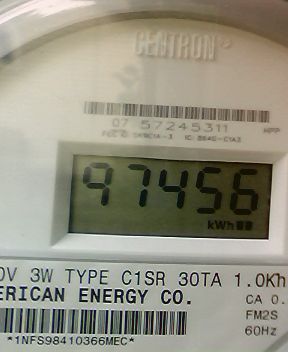 CENTRON®
07 57245311
97456
kWh
0V 3W TYPE C1SR 30TA 1.0Kh
ERICAN ENERGY CO.
CA 0.
FM2S
60Hz
*1NFS98410366MEC*